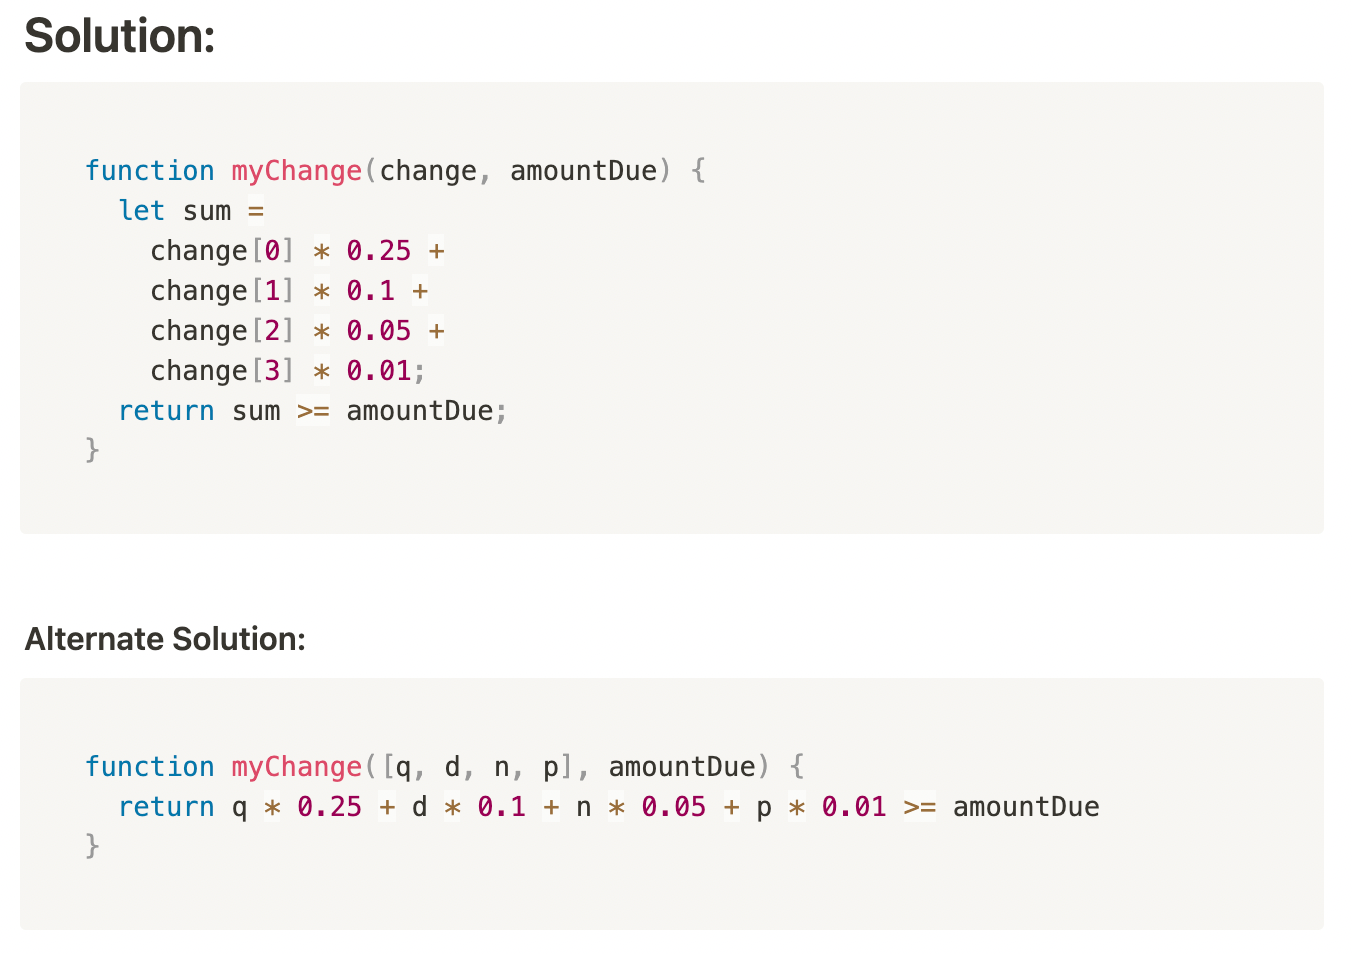 Solution:
function myChange(change, amountDue) {
  let sum =
    change[0] * 0.25 +
    change[1] * 0.1 +
    change[2] * 0.05 +
    change[3] * 0.01;
  return sum >= amountDue;
}
Alternate Solution:
function myChange([q, d, n, p], amountDue) {
  return q * 0.25 + d * 0.1 + n * 0.05 + p * 0.01 >= amountDue
}